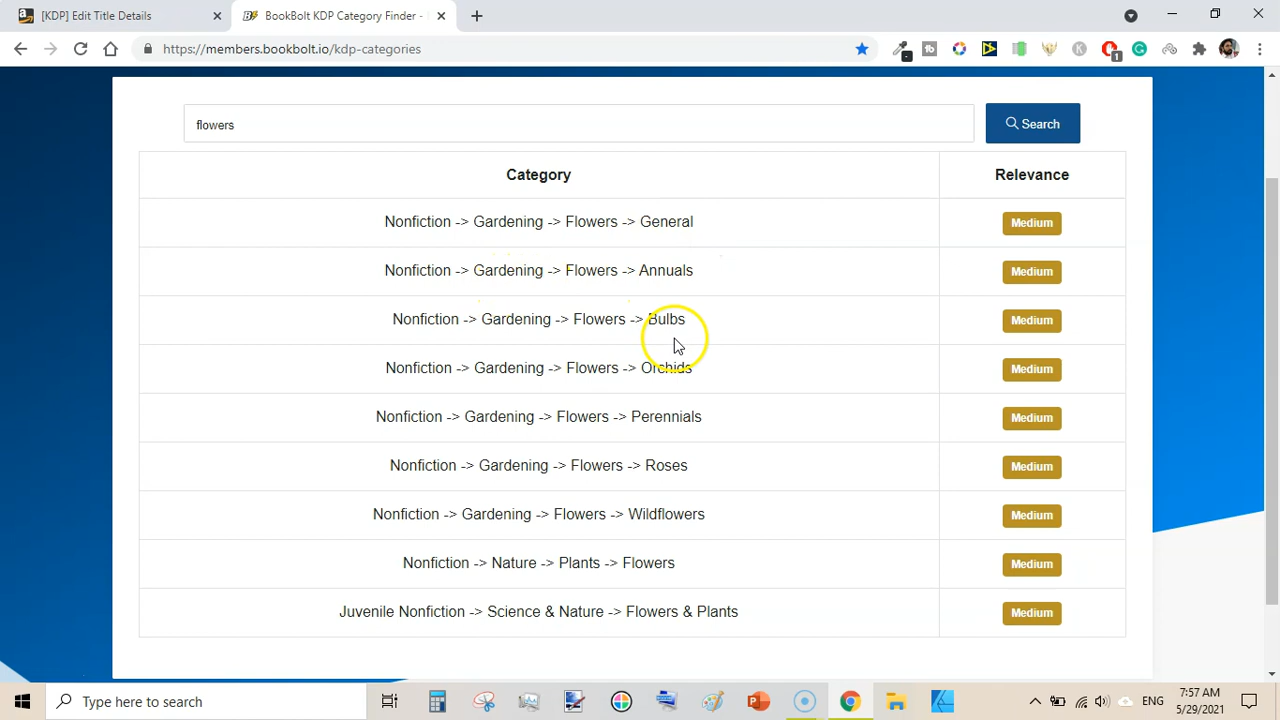 [KDP] Edit Title Details
BookBolt KDP Category Finder -
https://members.bookbolt.io/kdp-categories
flowers
Search
Category
Relevance
Nonfiction -> Gardening -> Flowers -> General
Medium
Nonfiction -> Gardening -> Flowers -> Annuals
Medium
Nonfiction -> Gardening -> Flowers -> Bulbs
Medium
Nonfiction -> Gardening -> Flowers -> Orchids
Medium
Nonfiction -> Gardening -> Flowers -> Perennials
Medium
Nonfiction -> Gardening -> Flowers -> Roses
Medium
Nonfiction -> Gardening -> Flowers -> Wildflowers
Medium
Nonfiction -> Nature -> Plants -> Flowers
Medium
Juvenile Nonfiction -> Science & Nature -> Flowers & Plants
Medium
Type here to search
ENG
7:57 AM
5/29/2021